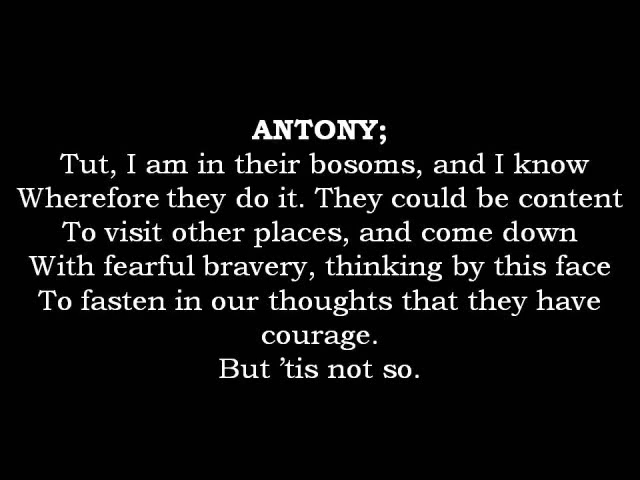 ANTONY;
Tut, I am in their bosoms, and I know
Wherefore they do it. They could be content
To visit other places, and come down
With fearful bravery, thinking by this face
To fasten in our thoughts that they have
courage.
But ’tis not so.